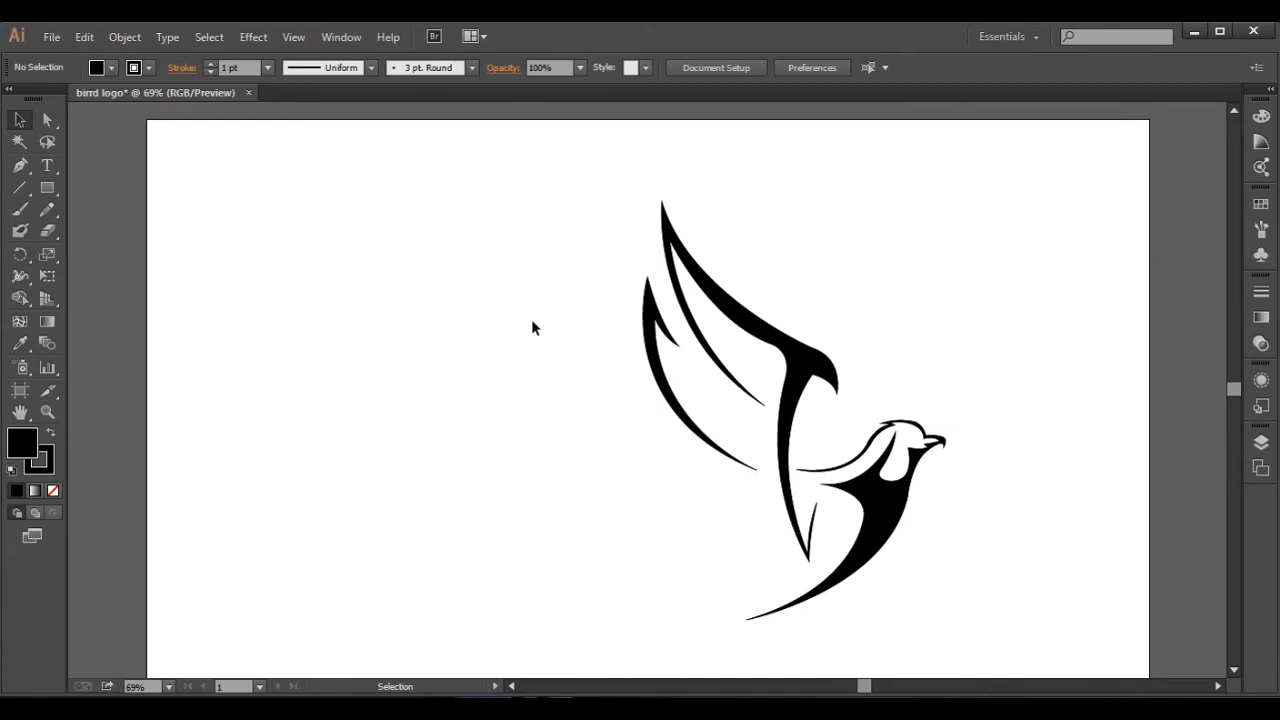 Ai File Edit Object Type Select Effect View Window Help Br Essentials
No Selection Stroke: 1 pt Uniform 3 pt. Round Opacity: 100% Style: Document Setup Preferences
birrd logo* @ 69% (RGB/Preview) ×
T
69% 1 Selection